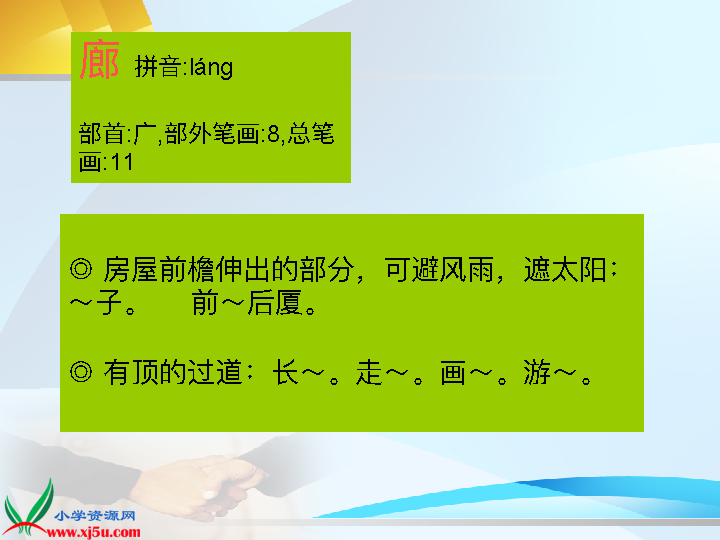 廊 拼音:láng
部首:广,部外笔画:8,总笔
画:11
◎ 房屋前檐伸出的部分，可避风雨，遮太阳：
～子。 前～后厦。
◎ 有顶的过道：长～。走～。画～。游～。
小学资源网
www.xj5u.com